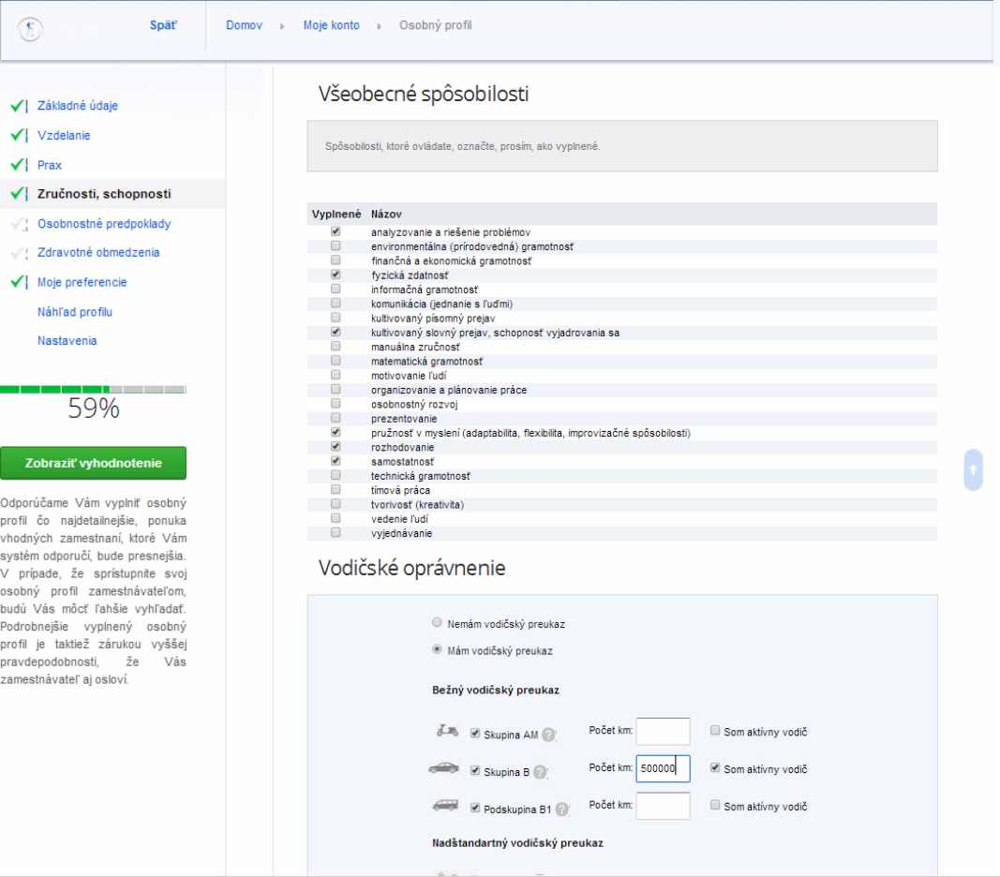 Späť
Domov
Moje konto
Osobný profil
Základné údaje
Vzdelanie
Prax
Zručnosti, schopnosti
Osobnostné predpoklady
Zdravotné obmedzenia
Moje preferencie
Náhľad profilu
Nastavenia
59%
Zobraziť vyhodnotenie
Odporúčame Vám vyplniť osobný
profil čo najdetailnejšie, ponuka
vhodných zamestnaní, ktoré Vám
systém odporučí, bude presnejšia.
V prípade, že sprístupnite svoj
osobný profil zamestnávateľom,
budú Vás môcť ľahšie vyhľadať.
Podrobnejšie vyplnený osobný
profil je taktiež zárukou vyššej
pravdepodobnosti, že Vás
zamestnávateľ aj osloví.
Všeobecné spôsobilosti
Spôsobilosti, ktoré ovládate, označte, prosím, ako vyplnené.
Vyplnené Názov
analyzovanie a riešenie problémov
environmentálna (prírodovedná) gramotnosť
finančná a ekonomická gramotnosť
fyzická zdatnosť
informačná gramotnosť
komunikácia (jednanie s ľuďmi)
kultivovaný písomný prejav
kultivovaný slovný prejav, schopnosť vyjadrovania sa
manuálna zručnosť
matematická gramotnosť
motivovanie ľudí
organizovanie a plánovanie práce
osobnostný rozvoj
prezentovanie
pružnosť v myslení (adaptabilita, flexibilita, improvizačné spôsobilosti)
rozhodovanie
samostatnosť
technická gramotnosť
tímová práca
tvorivosť (kreativita)
vedenie ľudí
vyjednávanie
Vodičské oprávnenie
Nemám vodičský preukaz
Mám vodičský preukaz
Bežný vodičský preukaz
Skupina AM ? Počet km: Som aktívny vodič
Skupina B ? Počet km: 500000 Som aktívny vodič
Podskupina B1 ? Počet km: Som aktívny vodič
Nadštandartný vodičský preukaz